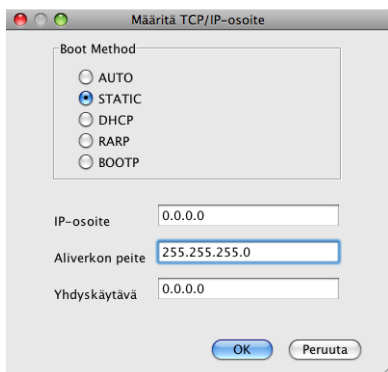 Määritä TCP/IP-osoite
Boot Method
AUTO
STATIC
DHCP
RARP
BOOTP
IP-osoite 0.0.0.0
Aliverkon peite 255.255.255.0
Yhdyskäytävä 0.0.0.0
OK Peruuta